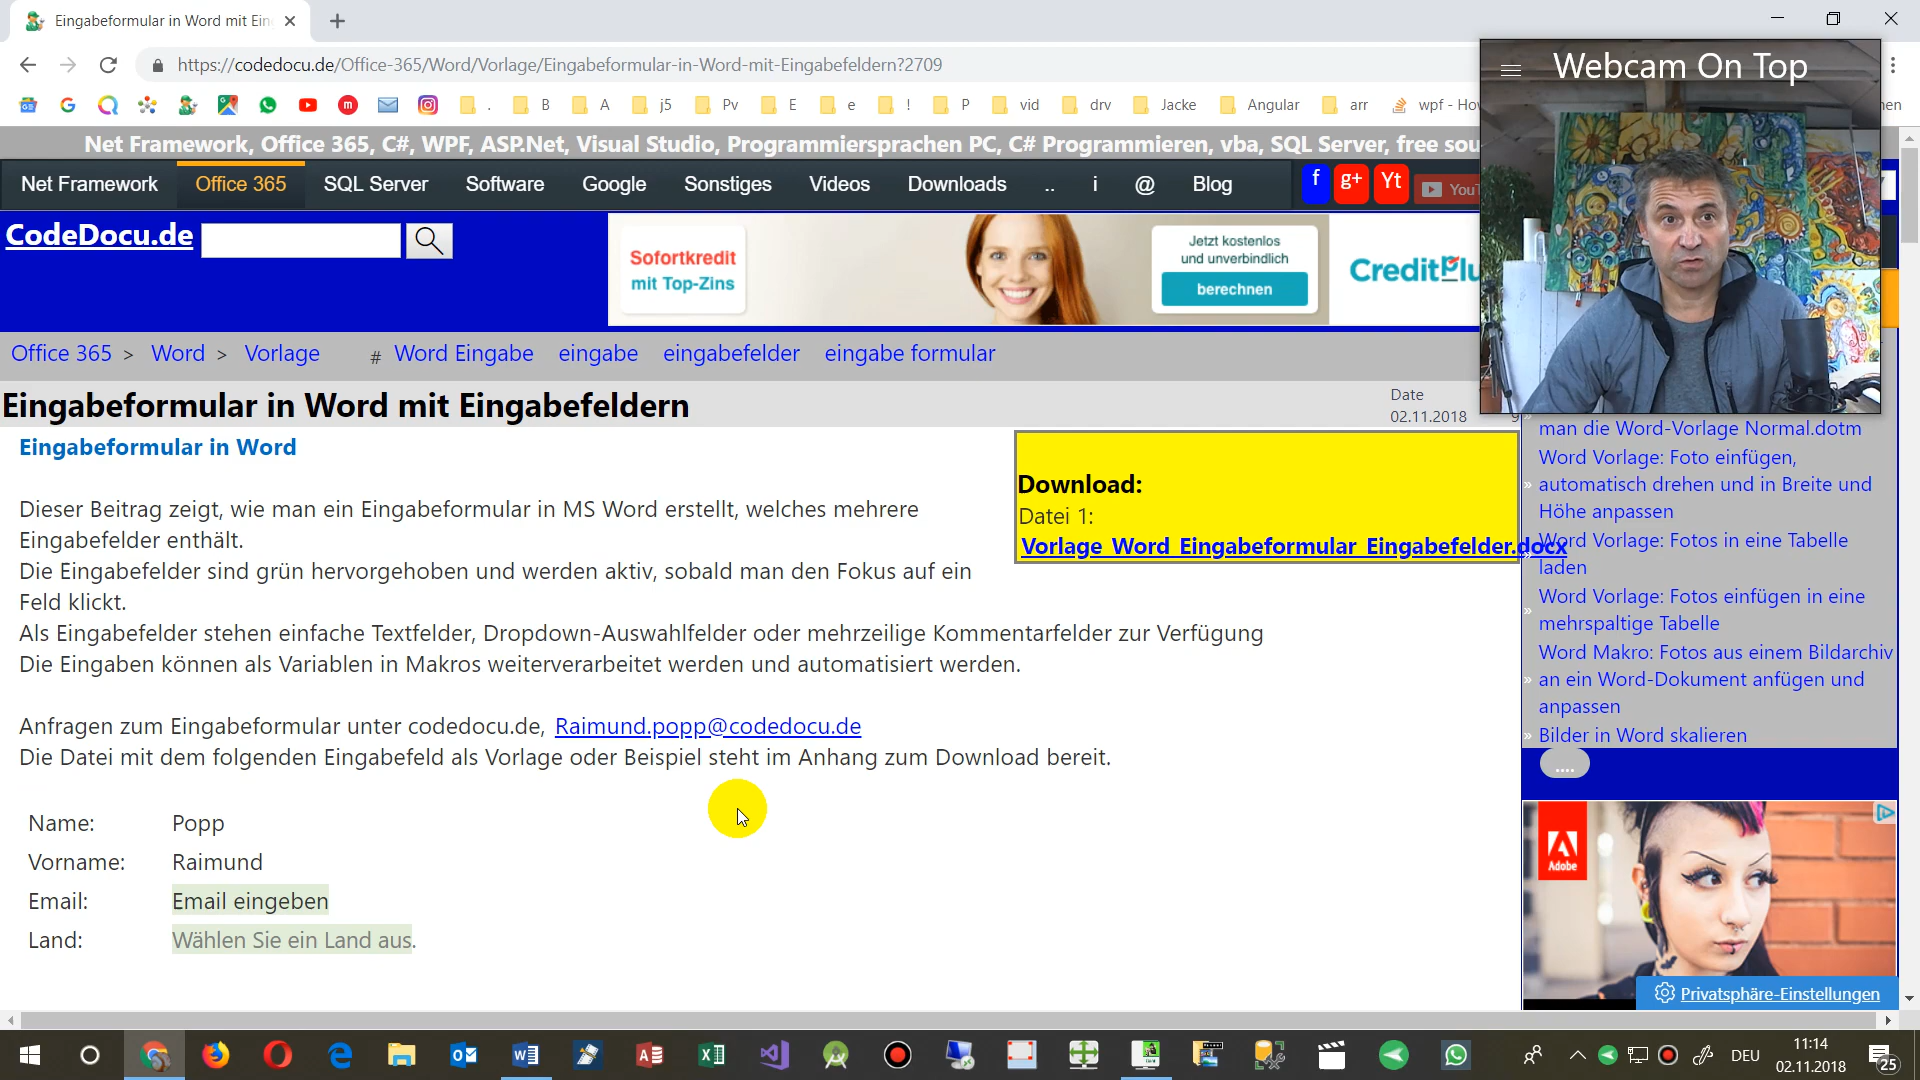 Eingabeformular in Word mit Ein
https://codedocu.de/Office-365/Word/Vorlage/Eingabeformular-in-Word-mit-Eingabefeldern?2709
. B A j5 Pv E e ! P vid drv Jacke Angular arr wpf - Ho
Webcam On Top
Net Framework, Office 365, C#, WPF, ASP.Net, Visual Studio, Programmiersprachen PC, C# Programmieren, vba, SQL Server, free sou
Net Framework Office 365 SQL Server Software Google Sonstiges Videos Downloads .. i @ Blog f g+ Yt YouT
CodeDocu.de
Sofortkredit
mit Top-Zins
Jetzt kostenlos
und unverbindlich
berechnen
CreditPlu
Office 365 > Word > Vorlage # Word Eingabe eingabe eingabefelder eingabe formular
Eingabeformular in Word mit Eingabefeldern
Date
02.11.2018
Eingabeformular in Word
Dieser Beitrag zeigt, wie man ein Eingabeformular in MS Word erstellt, welches mehrere
Eingabefelder enthält.
Die Eingabefelder sind grün hervorgehoben und werden aktiv, sobald man den Fokus auf ein
Feld klickt.
Als Eingabefelder stehen einfache Textfelder, Dropdown-Auswahlfelder oder mehrzeilige Kommentarfelder zur Verfügung
Die Eingaben können als Variablen in Makros weiterverarbeitet werden und automatisiert werden.
Anfragen zum Eingabeformular unter codedocu.de, Raimund.popp@codedocu.de
Die Datei mit dem folgenden Eingabefeld als Vorlage oder Beispiel steht im Anhang zum Download bereit.
Name: Popp
Vorname: Raimund
Email: Email eingeben
Land: Wählen Sie ein Land aus.
Download:
Datei 1:
Vorlage_Word_Eingabeformular_Eingabefelder.docx
man die Word-Vorlage Normal.dotm
» Word Vorlage: Foto einfügen,
automatisch drehen und in Breite und
Höhe anpassen
Word Vorlage: Fotos in eine Tabelle
laden
» Word Vorlage: Fotos einfügen in eine
mehrspaltige Tabelle
» Word Makro: Fotos aus einem Bildarchiv
an ein Word-Dokument anfügen und
anpassen
» Bilder in Word skalieren
....
Adobe
Privatsphäre-Einstellungen
DEU
11:14
02.11.2018
25